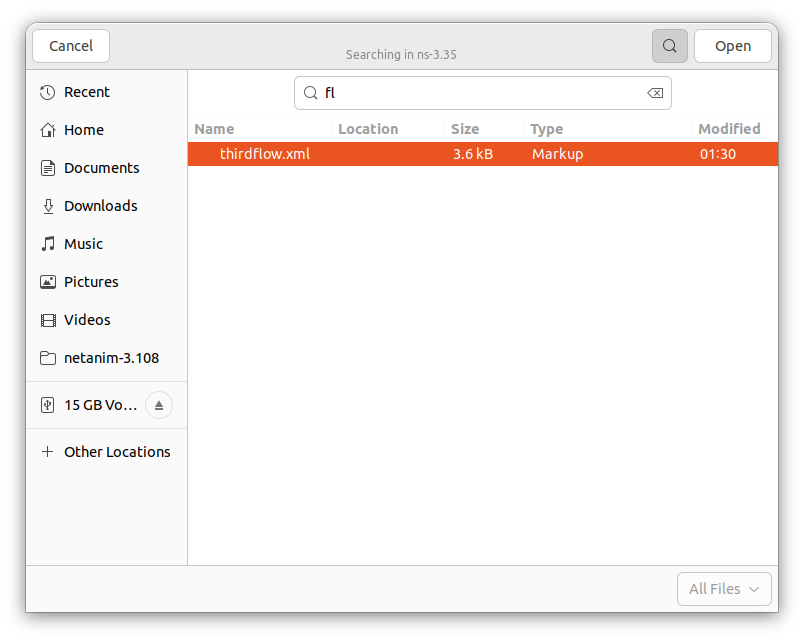 Cancel
Searching in ns-3.35
Open
Recent
Home
Documents
Downloads
Music
Pictures
Videos
netanim-3.108
15 GB Vo...
Other Locations
fl
Name Location Size Type Modified
thirdflow.xml 3.6 kB Markup 01:30
All Files